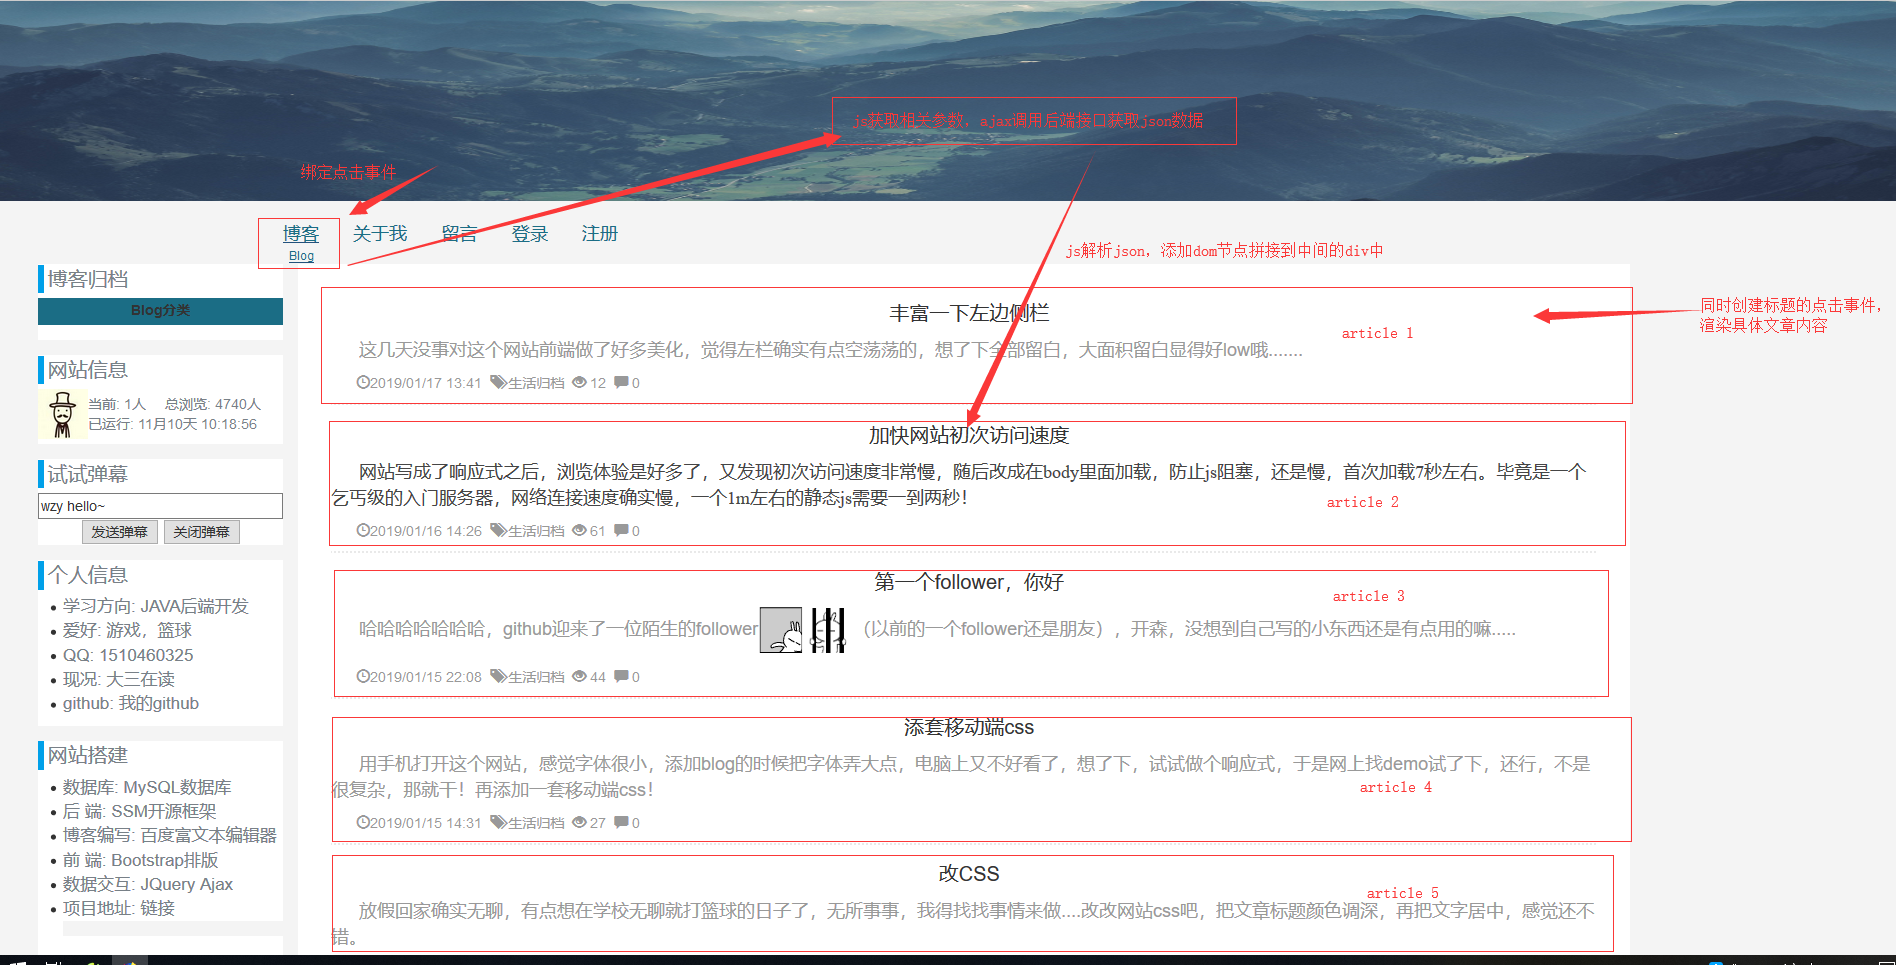 js获取相关参数，ajax调用后端接口获取json数据
绑定点击事件
博客 关于我 留言 登录 注册
Blog
js解析json，添加dom节点拼接到中间的div中
博客归档
Blog分类
同时创建标题的点击事件，
渲染具体文章内容
丰富一下左边侧栏
article 1
这几天没事对这个网站前端做了好多美化，觉得左栏确实有点空荡荡的，想了下全部留白，大面积留白显得好low哦.......
2019/01/17 13:41 生活归档 12 0
网站信息
当前: 1人 总浏览: 4740人
已运行: 11月10天 10:18:56
加快网站初次访问速度
网站写成了响应式之后，浏览体验是好多了，又发现初次访问速度非常慢，随后改成在body里面加载，防止js阻塞，还是慢，首次加载7秒左右。毕竟是一个
乞丐级的入门服务器，网络连接速度确实慢，一个1m左右的静态js需要一到两秒！
article 2
2019/01/16 14:26 生活归档 61 0
试试弹幕
wzy hello~
发送弹幕 关闭弹幕
第一个follower，你好
article 3
哈哈哈哈哈哈哈，github迎来了一位陌生的follower （以前的一个follower还是朋友），开森，没想到自己写的小东西还是有点用的嘛.....
2019/01/15 22:08 生活归档 44 0
个人信息
学习方向: JAVA后端开发
爱好: 游戏，篮球
QQ: 1510460325
现况: 大三在读
github: 我的github
添套移动端css
用手机打开这个网站，感觉字体很小，添加blog的时候把字体弄大点，电脑上又不好看了，想了下，试试做个响应式，于是网上找demo试了下，还行，不是
很复杂，那就干！再添加一套移动端css！
article 4
2019/01/15 14:31 生活归档 27 0
网站搭建
数据库: MySQL数据库
后 端: SSM开源框架
博客编写: 百度富文本编辑器
前 端: Bootstrap排版
数据交互: JQuery Ajax
项目地址: 链接
改CSS
article 5
放假回家确实无聊，有点想在学校无聊就打篮球的日子了，无所事事，我得找找事情来做....改改网站css吧，把文章标题颜色调深，再把文字居中，感觉还不
错。